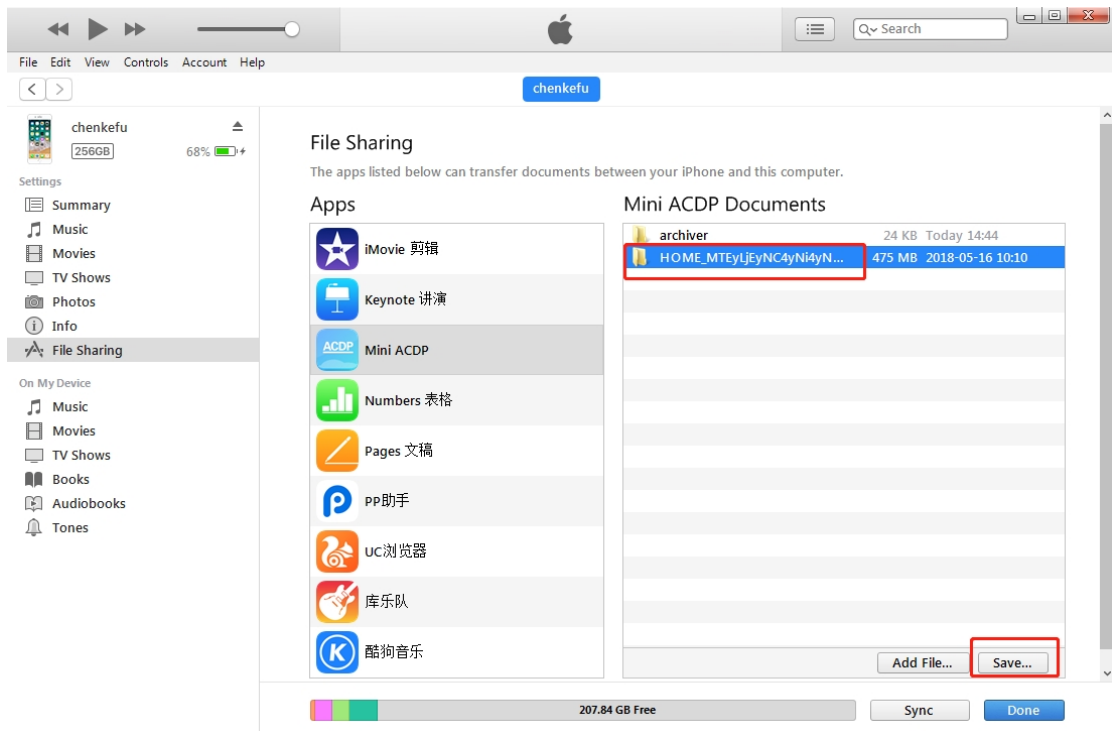 Search
File Edit View Controls Account Help
chenkefu
chenkefu
256GB 68%
Settings
Summary
Music
Movies
TV Shows
Photos
Info
File Sharing
On My Device
Music
Movies
TV Shows
Books
Audiobooks
Tones
File Sharing
The apps listed below can transfer documents between your iPhone and this computer.
Apps
iMovie 剪辑
Keynote 讲演
ACDP Mini ACDP
Numbers 表格
Pages 文稿
PP助手
UC浏览器
库乐队
K 酷狗音乐
Mini ACDP Documents
archiver 24 KB Today 14:44
HOME_MTEyLjEyNC4yNi4yN... 475 MB 2018-05-16 10:10
Add File... Save...
207.84 GB Free Sync Done